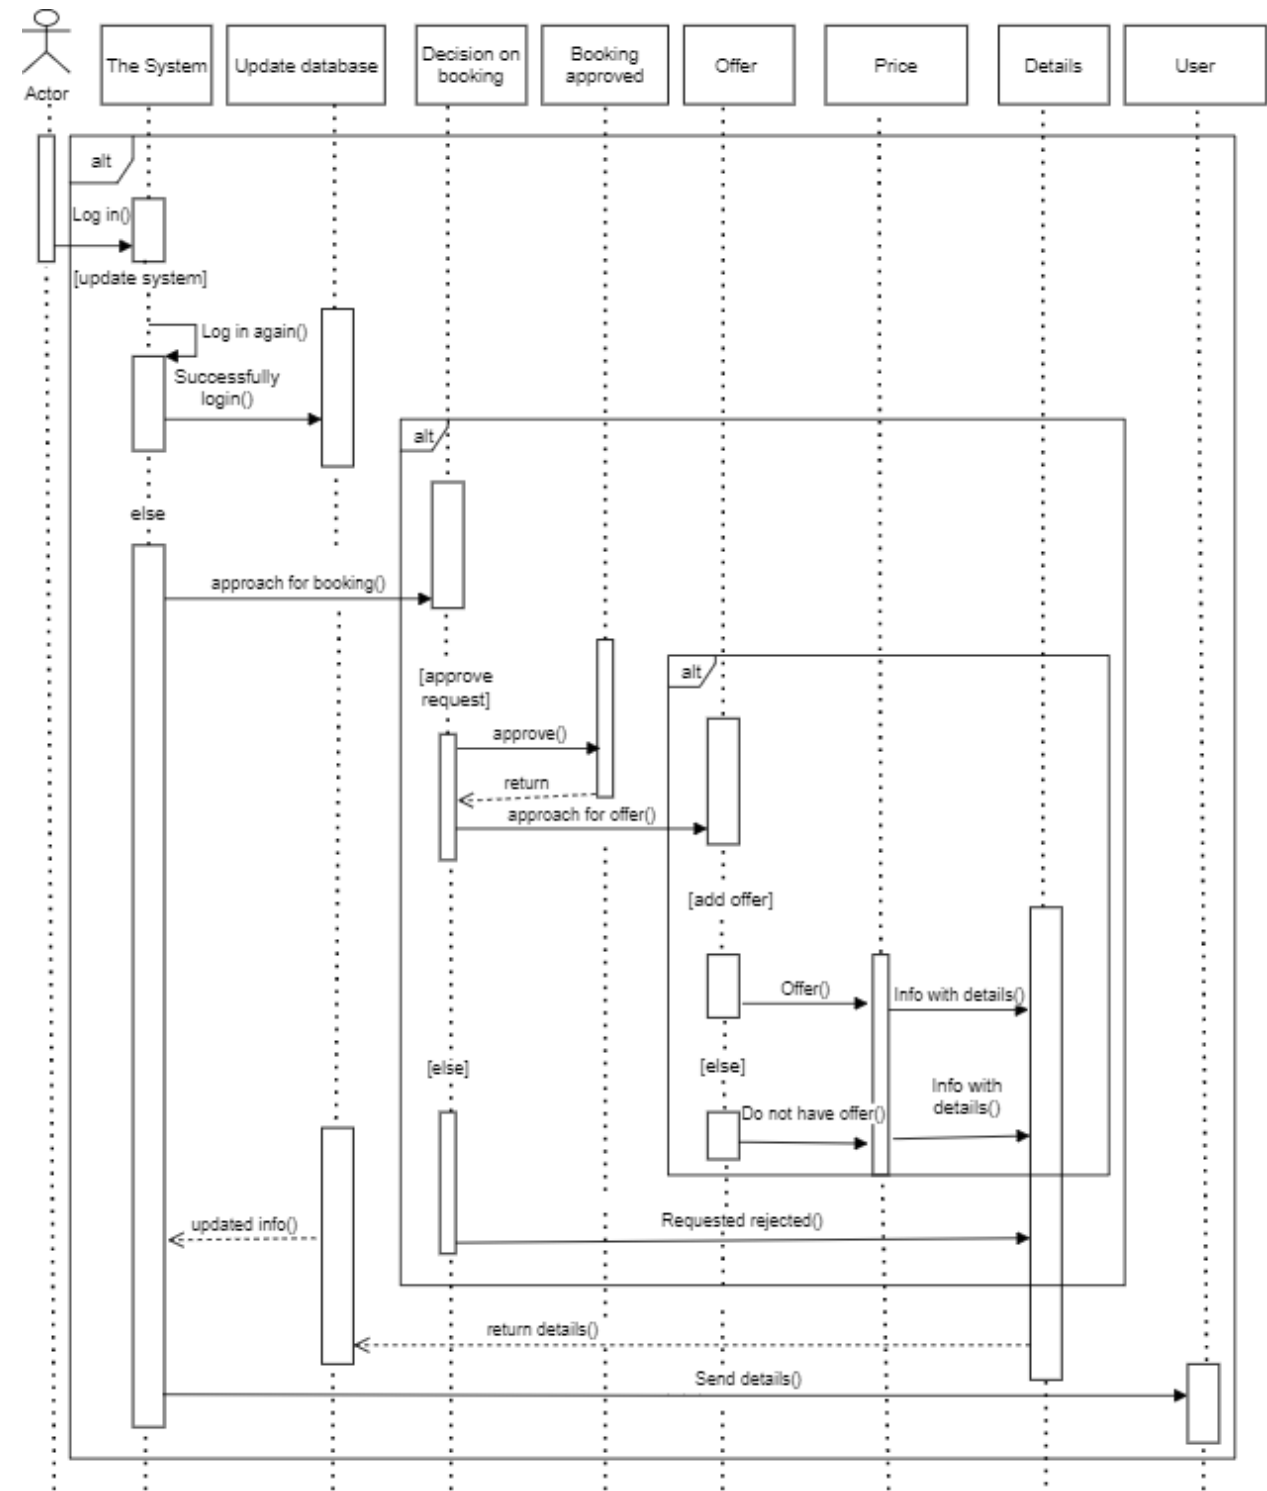 Actor
The System
Update database
Decision on
booking
Booking
approved
Offer
Price
Details
User
alt
Log in()
[update system]
Log in again()
Successfully
login()
alt
else
approach for booking()
[approve
request]
alt
approve()
return
approach for offer()
[add offer]
Offer()
Info with details()
[else]
[else]
Info with
details()
Do not have offer()
Requested rejected()
updated info()
return details()
Send details()